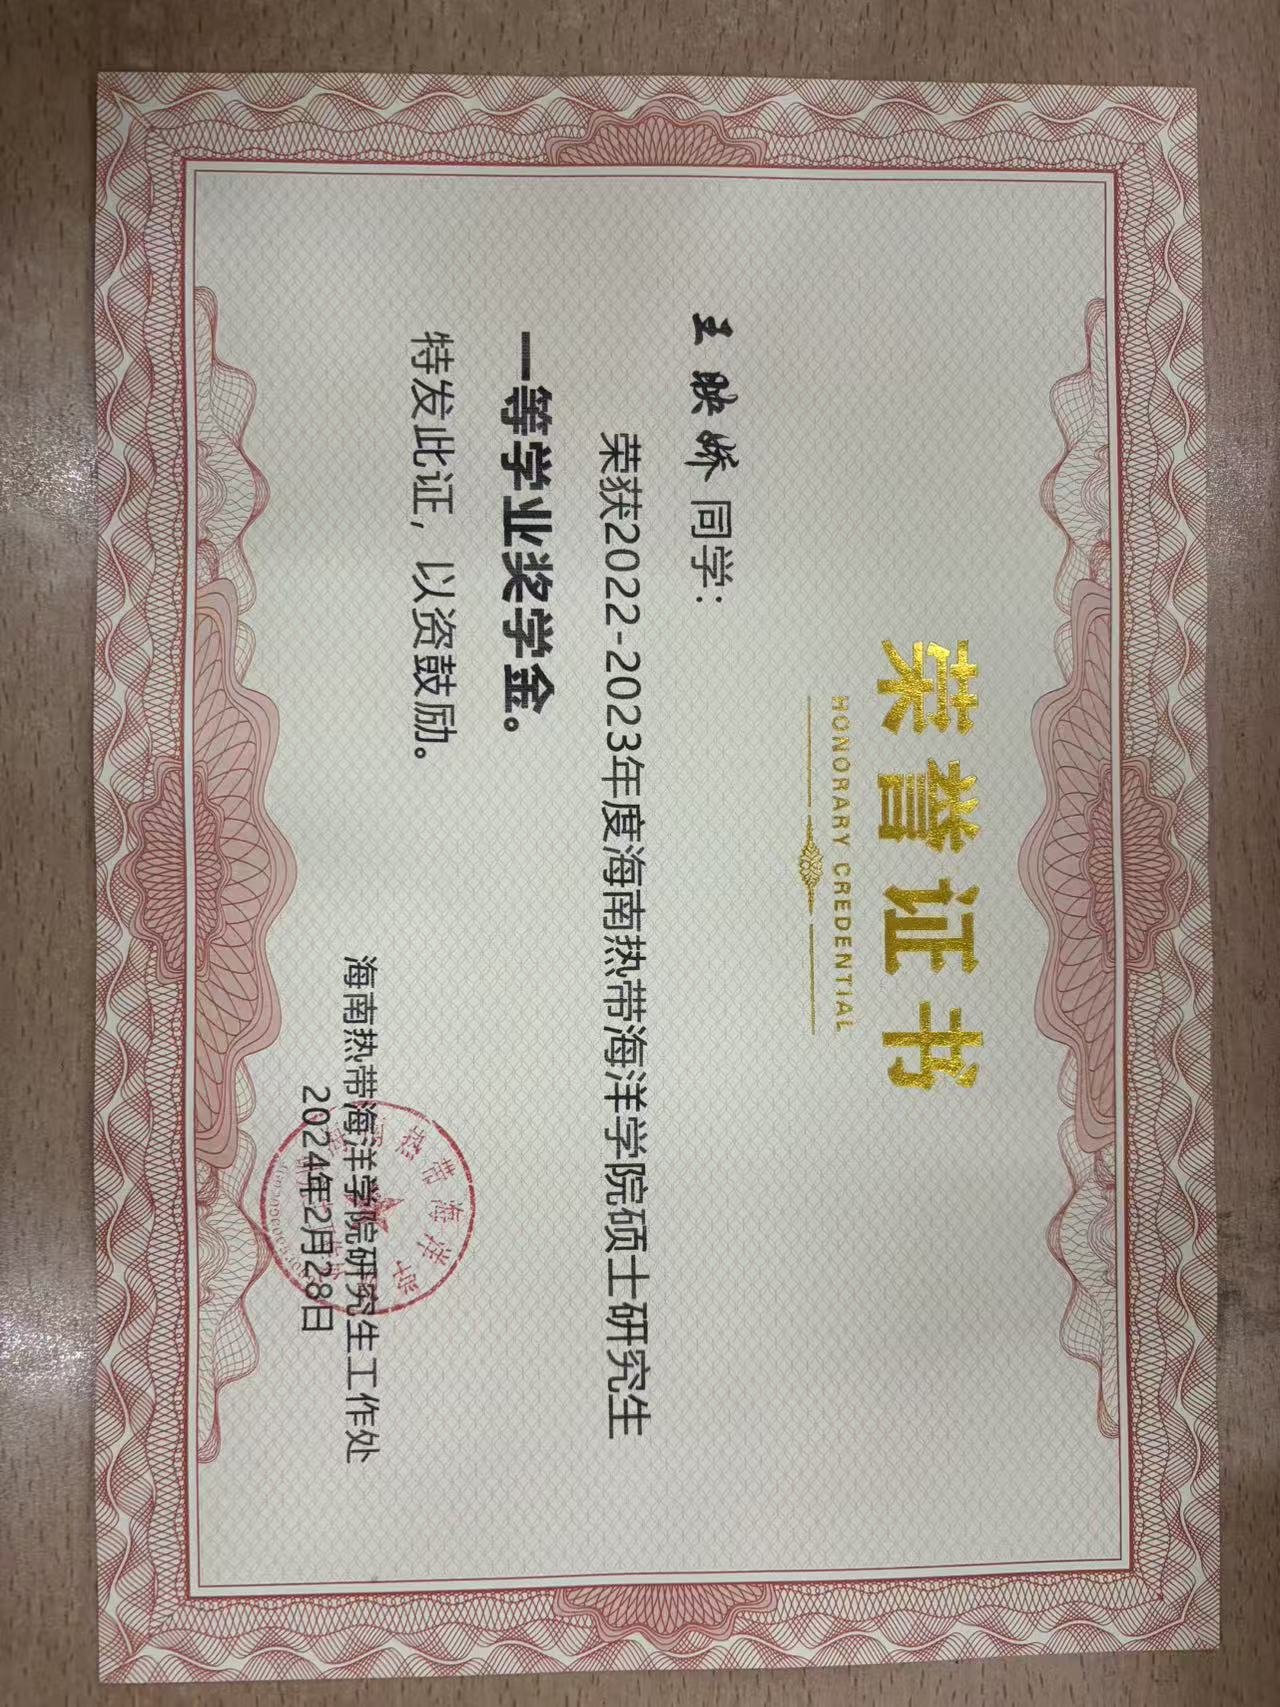 荣誉证书
HONORARY CREDENTIAL
王映娇 同学：
荣获2022-2023年度海南热带海洋学院硕士研究生
一等学业奖学金。
特发此证，以资鼓励。
海南热带海洋学院研究生工作处
2024年2月28日